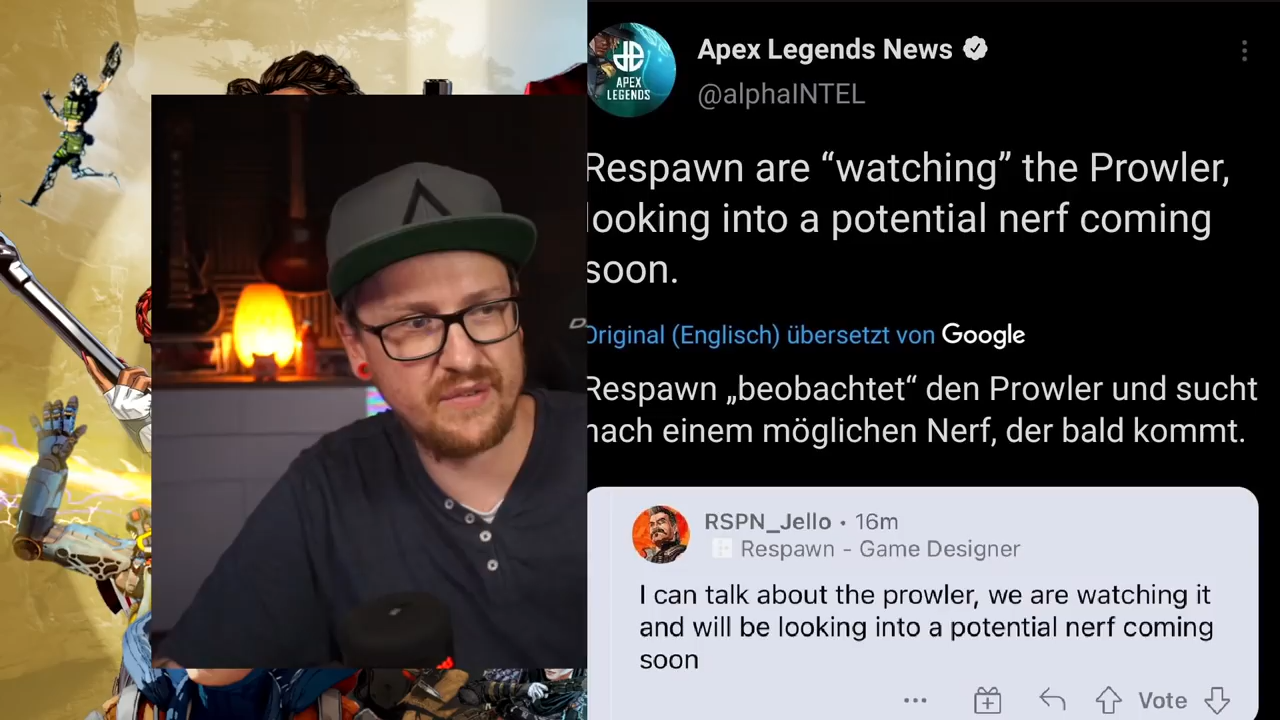 Apex Legends News
@alphaINTEL
APEX
LEGENDS
Respawn are “watching” the Prowler,
looking into a potential nerf coming
soon.
Original (Englisch) übersetzt von Google
Respawn „beobachtet“ den Prowler und sucht
nach einem möglichen Nerf, der bald kommt.
RSPN_Jello • 16m
Respawn - Game Designer
I can talk about the prowler, we are watching it
and will be looking into a potential nerf coming
soon
Vote